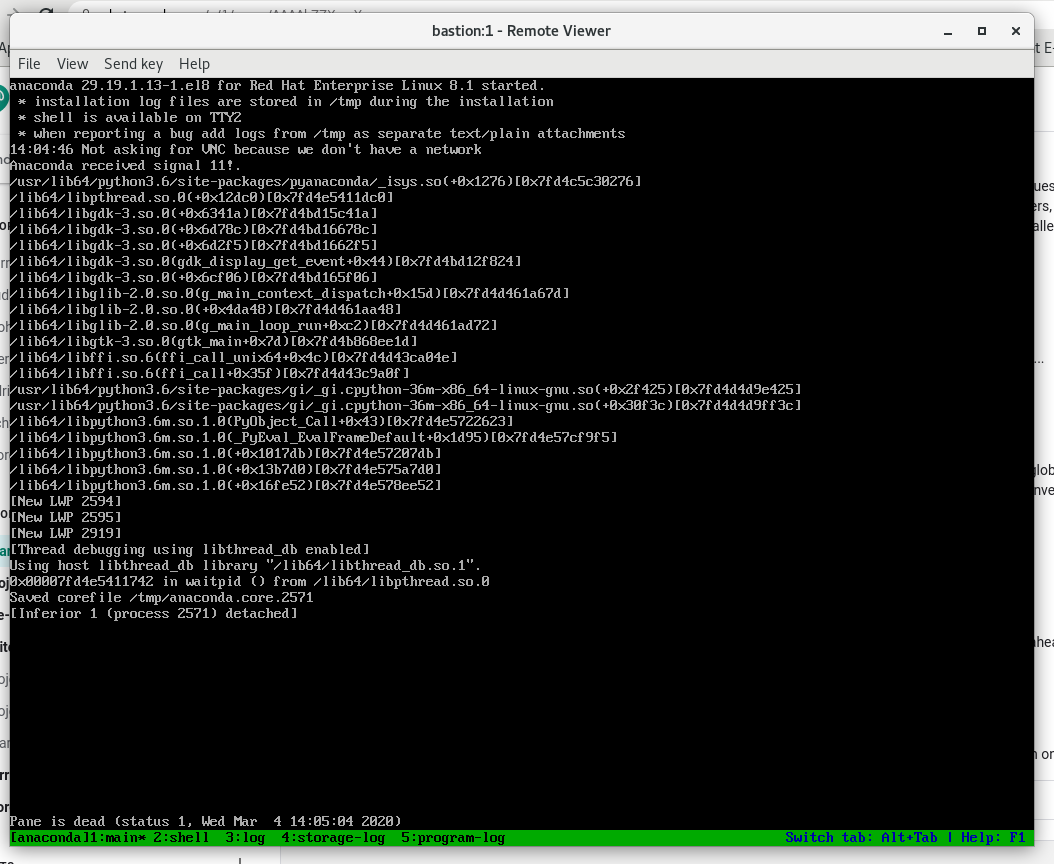 bastion:1 - Remote Viewer
File View Send key Help
anaconda 29.19.1.13-1.el8 for Red Hat Enterprise Linux 8.1 started.
* installation log files are stored in /tmp during the installation
* shell is available on TTY2
* when reporting a bug add logs from /tmp as separate text/plain attachments
14:04:46 Not asking for VNC because we don't have a network
Anaconda received signal 11!.
/usr/lib64/python3.6/site-packages/pyanaconda/_isys.so(+0x1276)[0x7fd4c5c30276]
/lib64/libpthread.so.0(+0x12dc0)[0x7fd4e5411dc0]
/lib64/libgdk-3.so.0(+0x6341a)[0x7fd4bd15c41a]
/lib64/libgdk-3.so.0(+0x6d78c)[0x7fd4bd16678c]
/lib64/libgdk-3.so.0(+0x6d2f5)[0x7fd4bd1662f5]
/lib64/libgdk-3.so.0(gdk_display_get_event+0x44)[0x7fd4bd12f824]
/lib64/libgdk-3.so.0(+0x6cf06)[0x7fd4bd165f06]
/lib64/libglib-2.0.so.0(g_main_context_dispatch+0x15d)[0x7fd4d461a67d]
/lib64/libglib-2.0.so.0(+0x4da48)[0x7fd4d461aa48]
/lib64/libglib-2.0.so.0(g_main_loop_run+0xc2)[0x7fd4d461ad72]
/lib64/libgtk-3.so.0(gtk_main+0x7d)[0x7fd4b868ee1d]
/lib64/libffi.so.6(ffi_call_unix64+0x4c)[0x7fd4d43ca04e]
/lib64/libffi.so.6(ffi_call+0x35f)[0x7fd4d43c9a0f]
/usr/lib64/python3.6/site-packages/gi/_gi.cpython-36m-x86_64-linux-gnu.so(+0x2f425)[0x7fd4d4d9e425]
/usr/lib64/python3.6/site-packages/gi/_gi.cpython-36m-x86_64-linux-gnu.so(+0x30f3c)[0x7fd4d4d9ff3c]
/lib64/libpython3.6m.so.1.0(PyObject_Call+0x43)[0x7fd4e5722623]
/lib64/libpython3.6m.so.1.0(_PyEval_EvalFrameDefault+0x1d95)[0x7fd4e57cf9f5]
/lib64/libpython3.6m.so.1.0(+0x1017db)[0x7fd4e57207db]
/lib64/libpython3.6m.so.1.0(+0x13b7d0)[0x7fd4e575a7d0]
/lib64/libpython3.6m.so.1.0(+0x16fe52)[0x7fd4e578ee52]
[New LWP 2594]
[New LWP 2595]
[New LWP 2919]
[Thread debugging using libthread_db enabled]
Using host libthread_db library "/lib64/libthread_db.so.1".
0x00007fd4e5411742 in waitpid () from /lib64/libpthread.so.0
Saved corefile /tmp/anaconda.core.2571
[Inferior 1 (process 2571) detached]
Pane is dead (status 1, Wed Mar  4 14:05:04 2020)
[anaconda]1:main* 2:shell  3:log  4:storage-log  5:program-log Switch tab: Alt+Tab | Help: F1